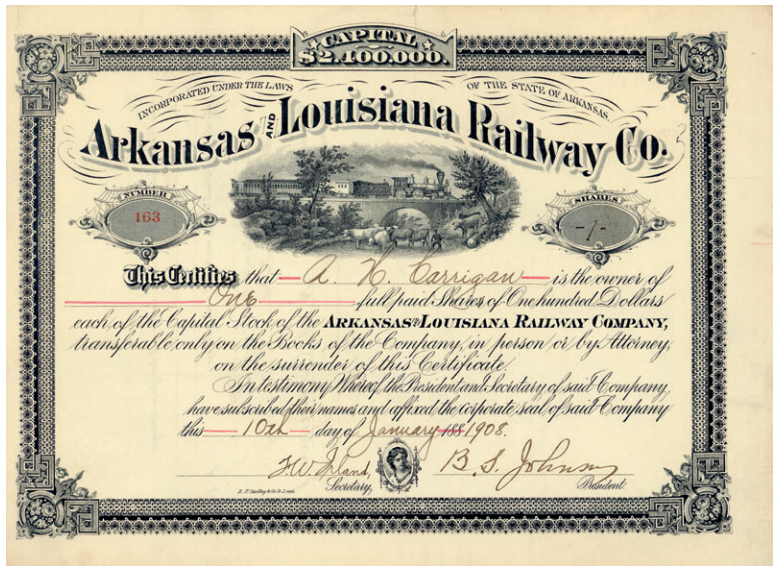 CAPITAL
$2,400,000.
INCORPORATED UNDER THE LAWS OF THE STATE OF ARKANSAS.
Arkansas AND Louisiana Railway Co.
NUMBER
163
SHARES
-1-
This Certifies that A. H. Carrigan is the owner of
One full paid Shares of One hundred Dollars
each of the Capital Stock of the ARKANSAS AND LOUISIANA RAILWAY COMPANY,
transferable only on the Books of the Company, in person or by Attorney,
on the surrender of this Certificate.
In testimony Whereof, the President and Secretary of said Company,
have subscribed their names and affixed the corporate seal of said Company
this 10th day of January 188 1908.
B. S. Johnson
Secretary.
President.